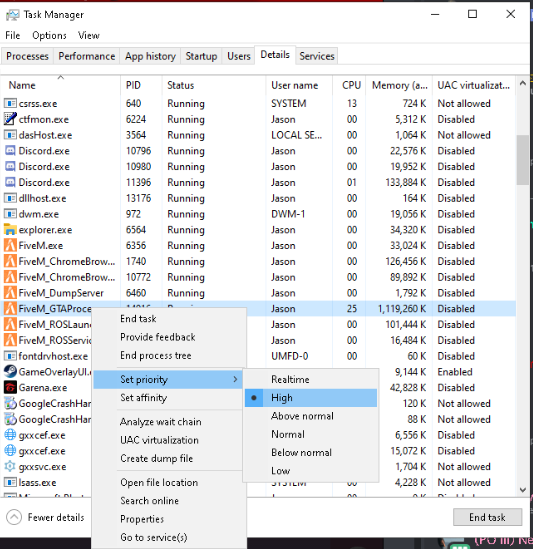 Task Manager
File Options View
Processes Performance App history Startup Users Details Services
Name PID Status User name CPU Memory (a... UAC virtualizat...
csrss.exe 640 Running SYSTEM 13 724 K Not allowed
ctfmon.exe 6224 Running Jason 00 5,312 K Disabled
dasHost.exe 3564 Running LOCAL SE... 00 1,064 K Not allowed
Discord.exe 10796 Running Jason 00 22,576 K Disabled
Discord.exe 10980 Running Jason 00 19,952 K Disabled
Discord.exe 11396 Running Jason 01 133,884 K Disabled
dllhost.exe 13176 Running Jason 00 164 K Disabled
dwm.exe 972 Running DWM-1 00 19,056 K Disabled
explorer.exe 6564 Running Jason 00 34,320 K Disabled
FiveM.exe 6356 Running Jason 00 33,024 K Disabled
FiveM_ChromeBrow... 1740 Running Jason 00 126,456 K Disabled
FiveM_ChromeBrow... 10772 Running Jason 00 89,892 K Disabled
FiveM_DumpServer 6460 Running Jason 00 1,792 K Disabled
FiveM_GTAProce Jason 25 1,119,260 K Disabled
FiveM_ROSLaun Jason 00 101,444 K Disabled
FiveM_ROSServic Jason 00 16,484 K Disabled
fontdrvhost.exe UMFD-0 00 60 K Disabled
GameOverlayUI.e 9,144 K Enabled
Garena.exe 42,828 K Disabled
GoogleCrashHan 120 K Not allowed
GoogleCrashHan 88 K Not allowed
gxxcef.exe 6,556 K Disabled
gxxcef.exe 15,072 K Disabled
gxxsvc.exe 1,704 K Not allowed
lsass.exe SYSTEM 00 4,228 K Not allowed
End task
Provide feedback
End process tree
Set priority
Set affinity
Analyze wait chain
UAC virtualization
Create dump file
Open file location
Search online
Properties
Go to service(s)
Realtime
High
Above normal
Normal
Below normal
Low
Fewer details End task
(PO III) Ne